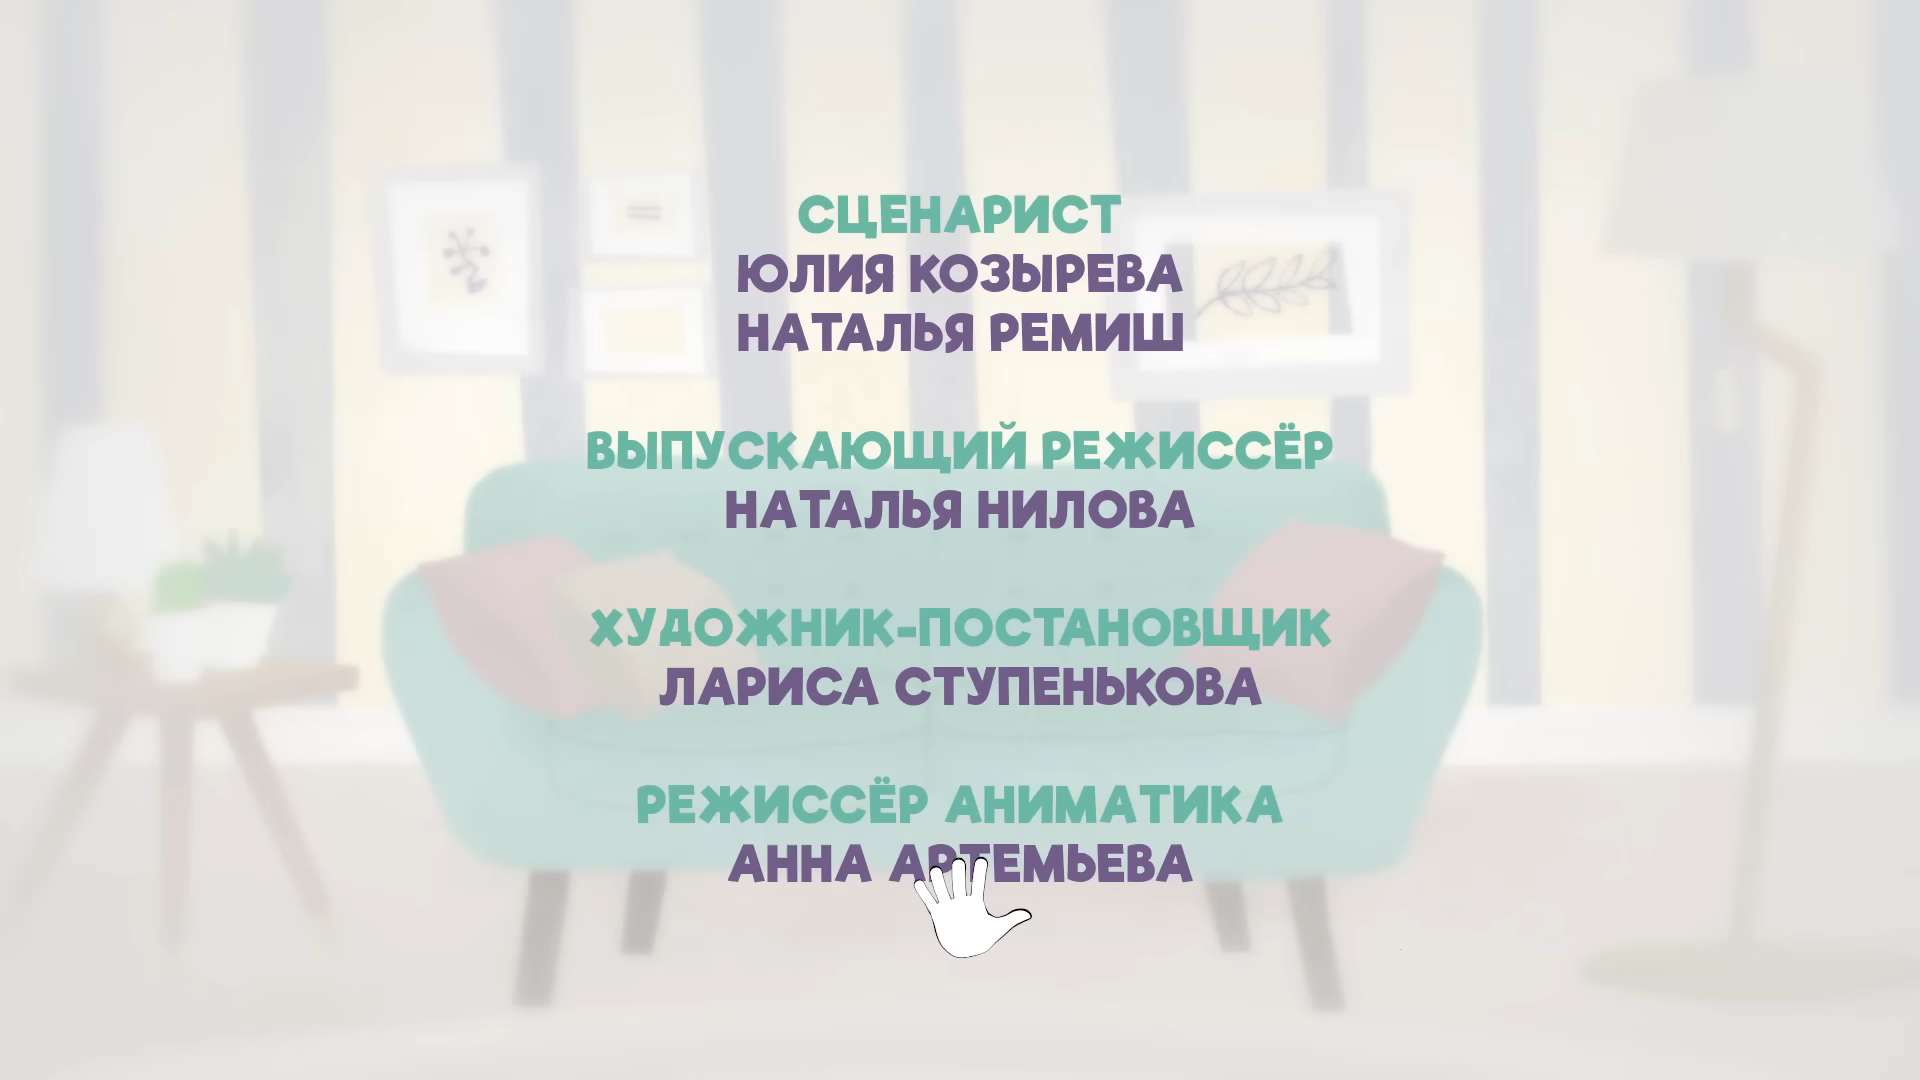 СЦЕНАРИСТ
ЮЛИЯ КОЗЫРЕВА
НАТАЛЬЯ РЕМИШ
ВЫПУСКАЮЩИЙ РЕЖИССЁР
НАТАЛЬЯ НИЛОВА
ХУДОЖНИК-ПОСТАНОВЩИК
ЛАРИСА СТУПЕНЬКОВА
РЕЖИССЁР АНИМАТИКА
АННА АРТЕМЬЕВА